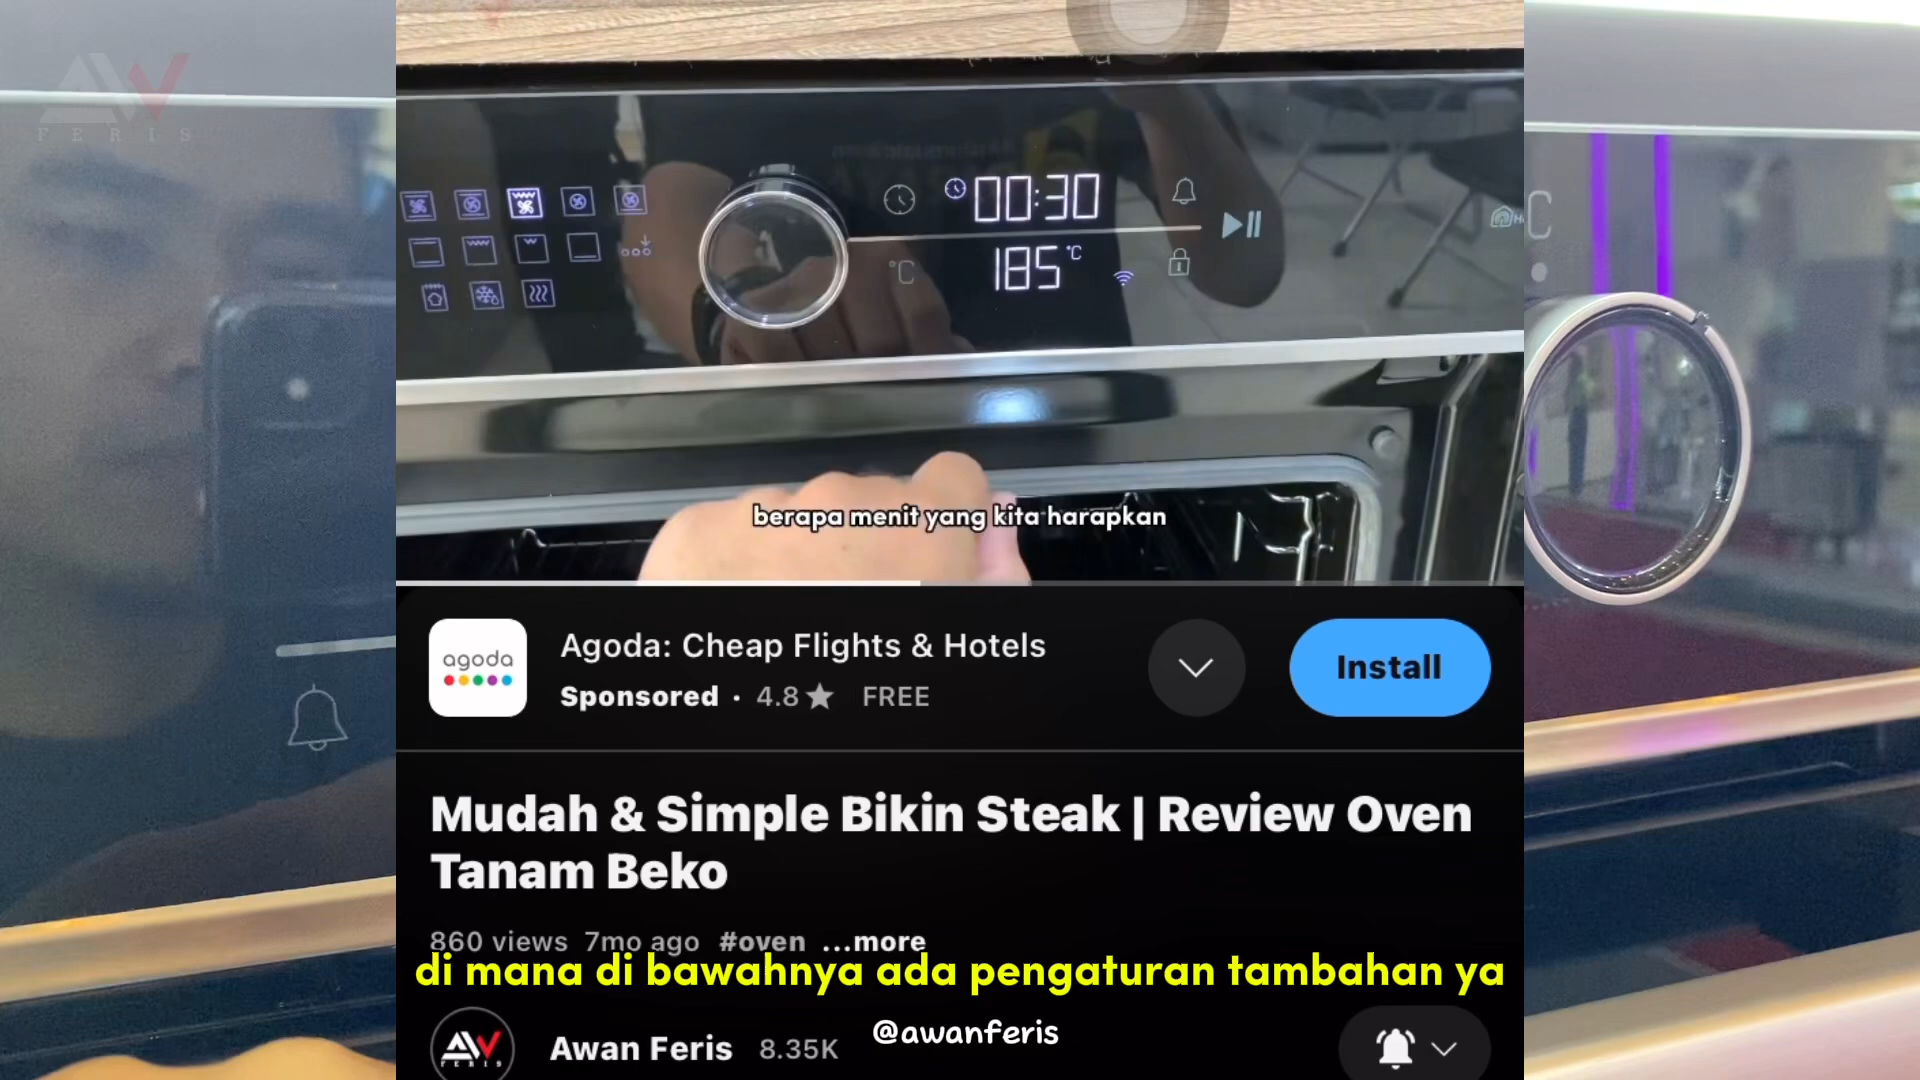 FERIS
00:30
°C
185 °C
C
berapa menit yang kita harapkan
agoda
Agoda: Cheap Flights & Hotels
Sponsored · 4.8★ FREE
Install
Mudah & Simple Bikin Steak | Review Oven
Tanam Beko
860 views 7mo ago #oven ...more
di mana di bawahnya ada pengaturan tambahan ya
FERIS
Awan Feris 8.35K
@awanferis